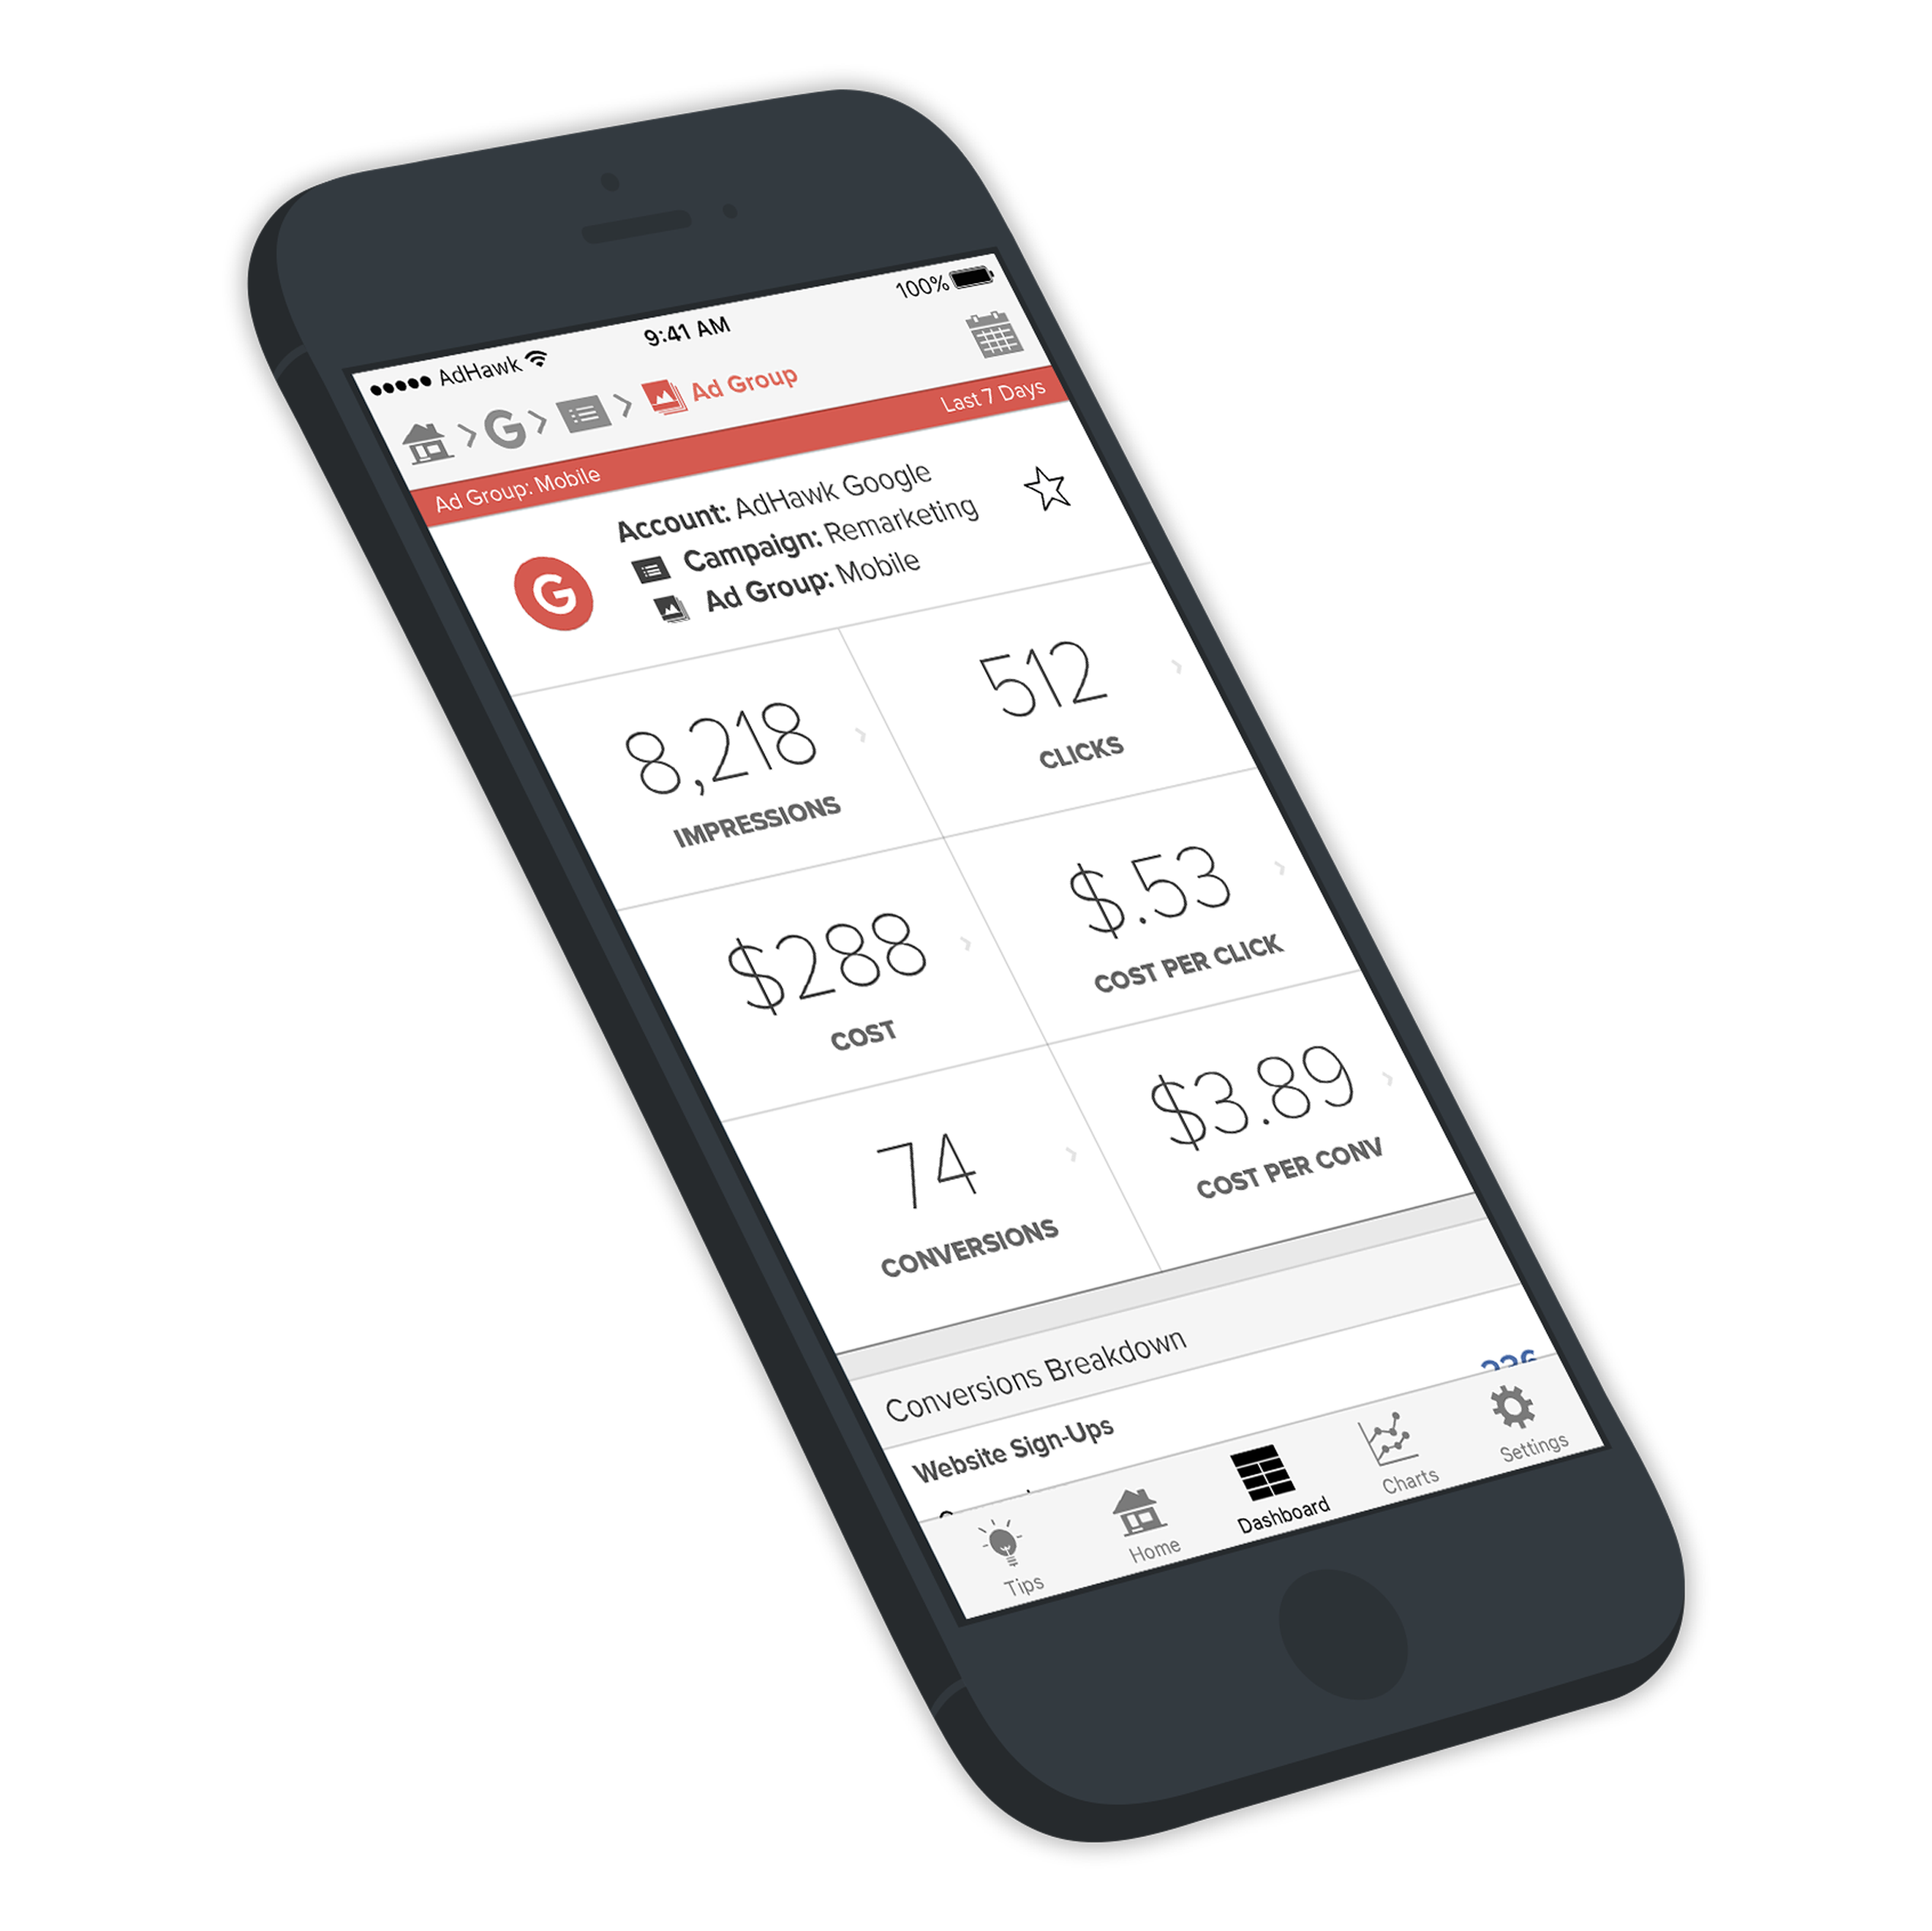 AdHawk 9:41 AM 100%
G Ad Group
Ad Group: Mobile Last 7 Days
G
Account: AdHawk Google
Campaign: Remarketing
Ad Group: Mobile
8,218 512
IMPRESSIONS CLICKS
$288 $.53
COST COST PER CLICK
74 $3.89
CONVERSIONS COST PER CONV
Conversions Breakdown
Website Sign-Ups
Tips Home Dashboard Charts Settings